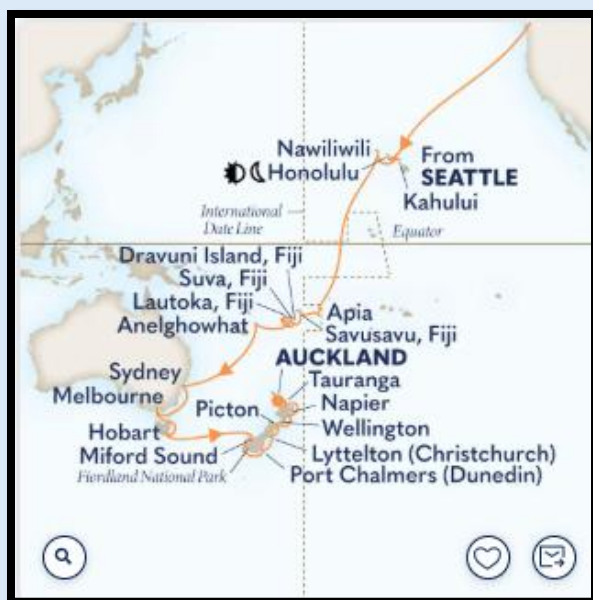 Nawiliwili
Honolulu
From
SEATTLE
Kahului
International
Date Line
Equator
Dravuni Island, Fiji
Suva, Fiji
Lautoka, Fiji
Anelghowhat
Apia
Savusavu, Fiji
AUCKLAND
Sydney
Melbourne
Tauranga
Picton
Napier
Hobart
Wellington
Miford Sound
Lyttelton (Christchurch)
Fiordland National Park
Port Chalmers (Dunedin)